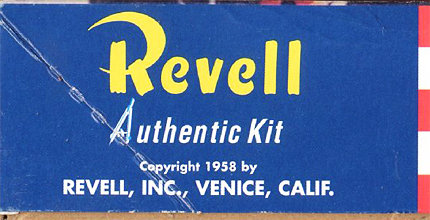 Revell
Authentic Kit
Copyright 1958 by
REVELL, INC., VENICE, CALIF.